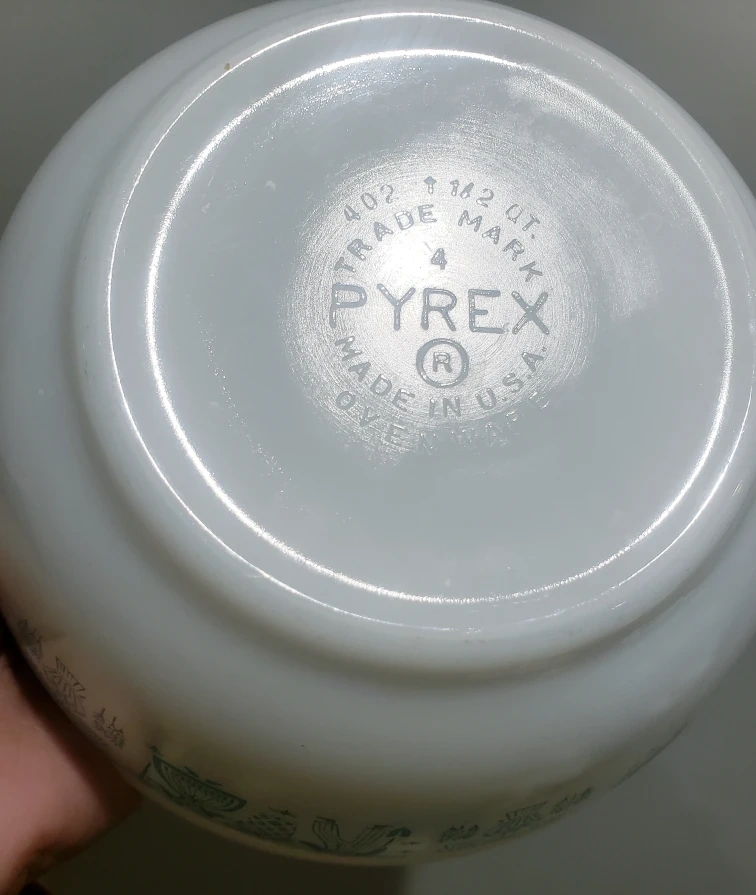 402 1 1/2 QT.
TRADE MARK
4
PYREX
®
MADE IN U.S.A.
OVENWARE